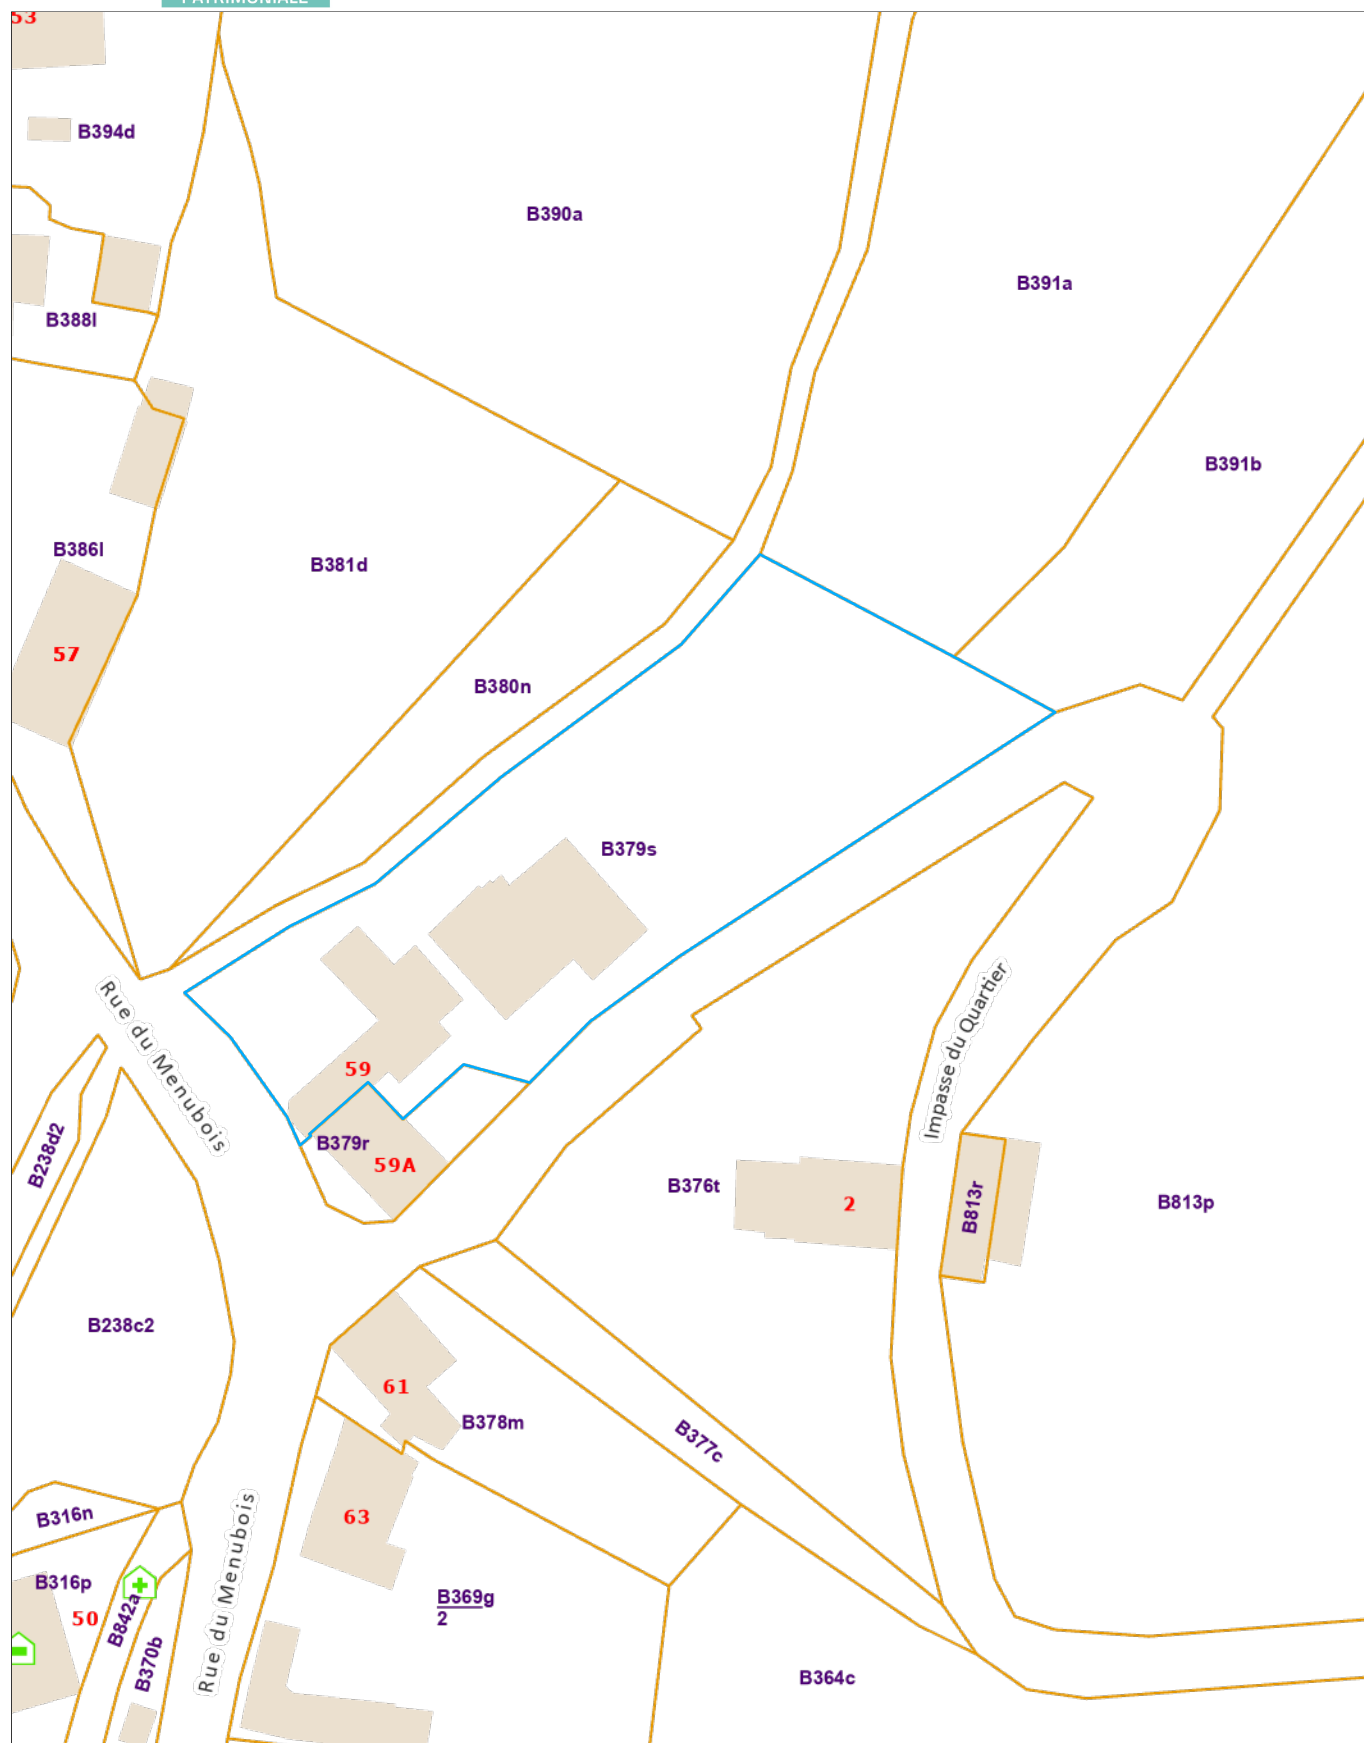 PATRIMONIALE
53
B394d
B390a
B391a
B388l
B391b
B386l
B381d
57
B380n
B379s
Rue du Menubois
Impasse du Quartier
59
B379r
59A
B238d2
B376t
2
B813r
B813p
B238c2
61
B378m
B377c
B316n
63
Rue du Menubois
B316p
50
B842a
B369g
2
B370b
B364c